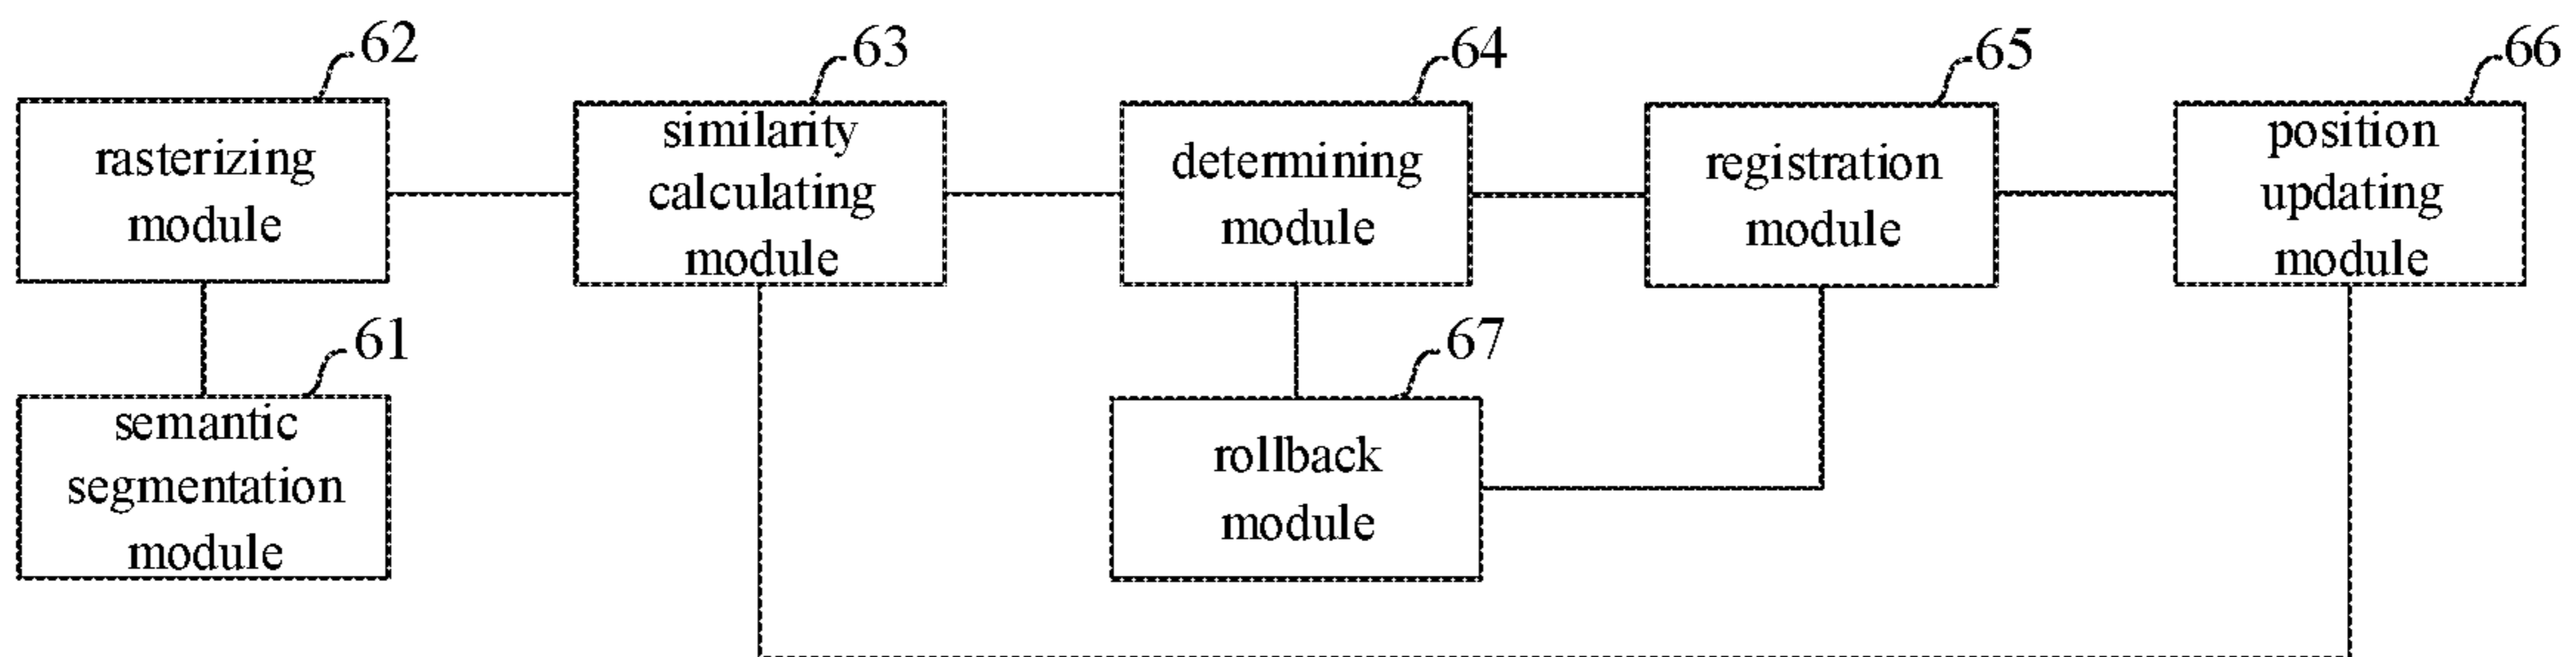 62
rasterizing
module
63
similarity
calculating
module
64
determining
module
65
registration
module
66
position
updating
module
61
semantic
segmentation
module
67
rollback
module